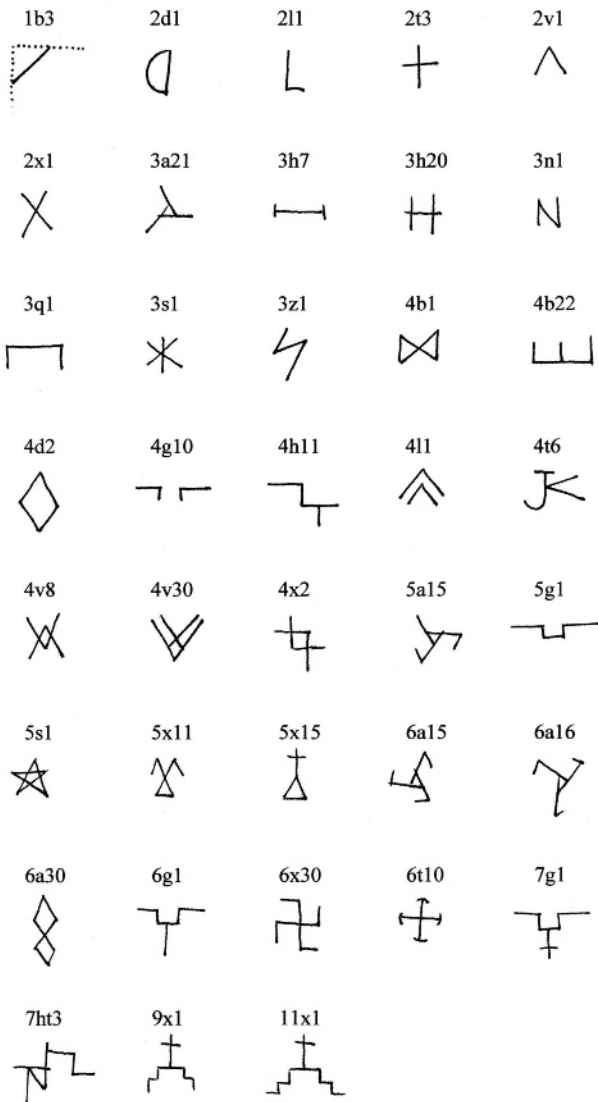 1b3 2d1 2l1 2t3 2v1
2x1 3a21 3h7 3h20 3n1
3q1 3s1 3z1 4b1 4b22
4d2 4g10 4h11 4l1 4t6
4v8 4v30 4x2 5a15 5g1
5s1 5x11 5x15 6a15 6a16
6a30 6g1 6x30 6t10 7g1
7ht3 9x1 11x1